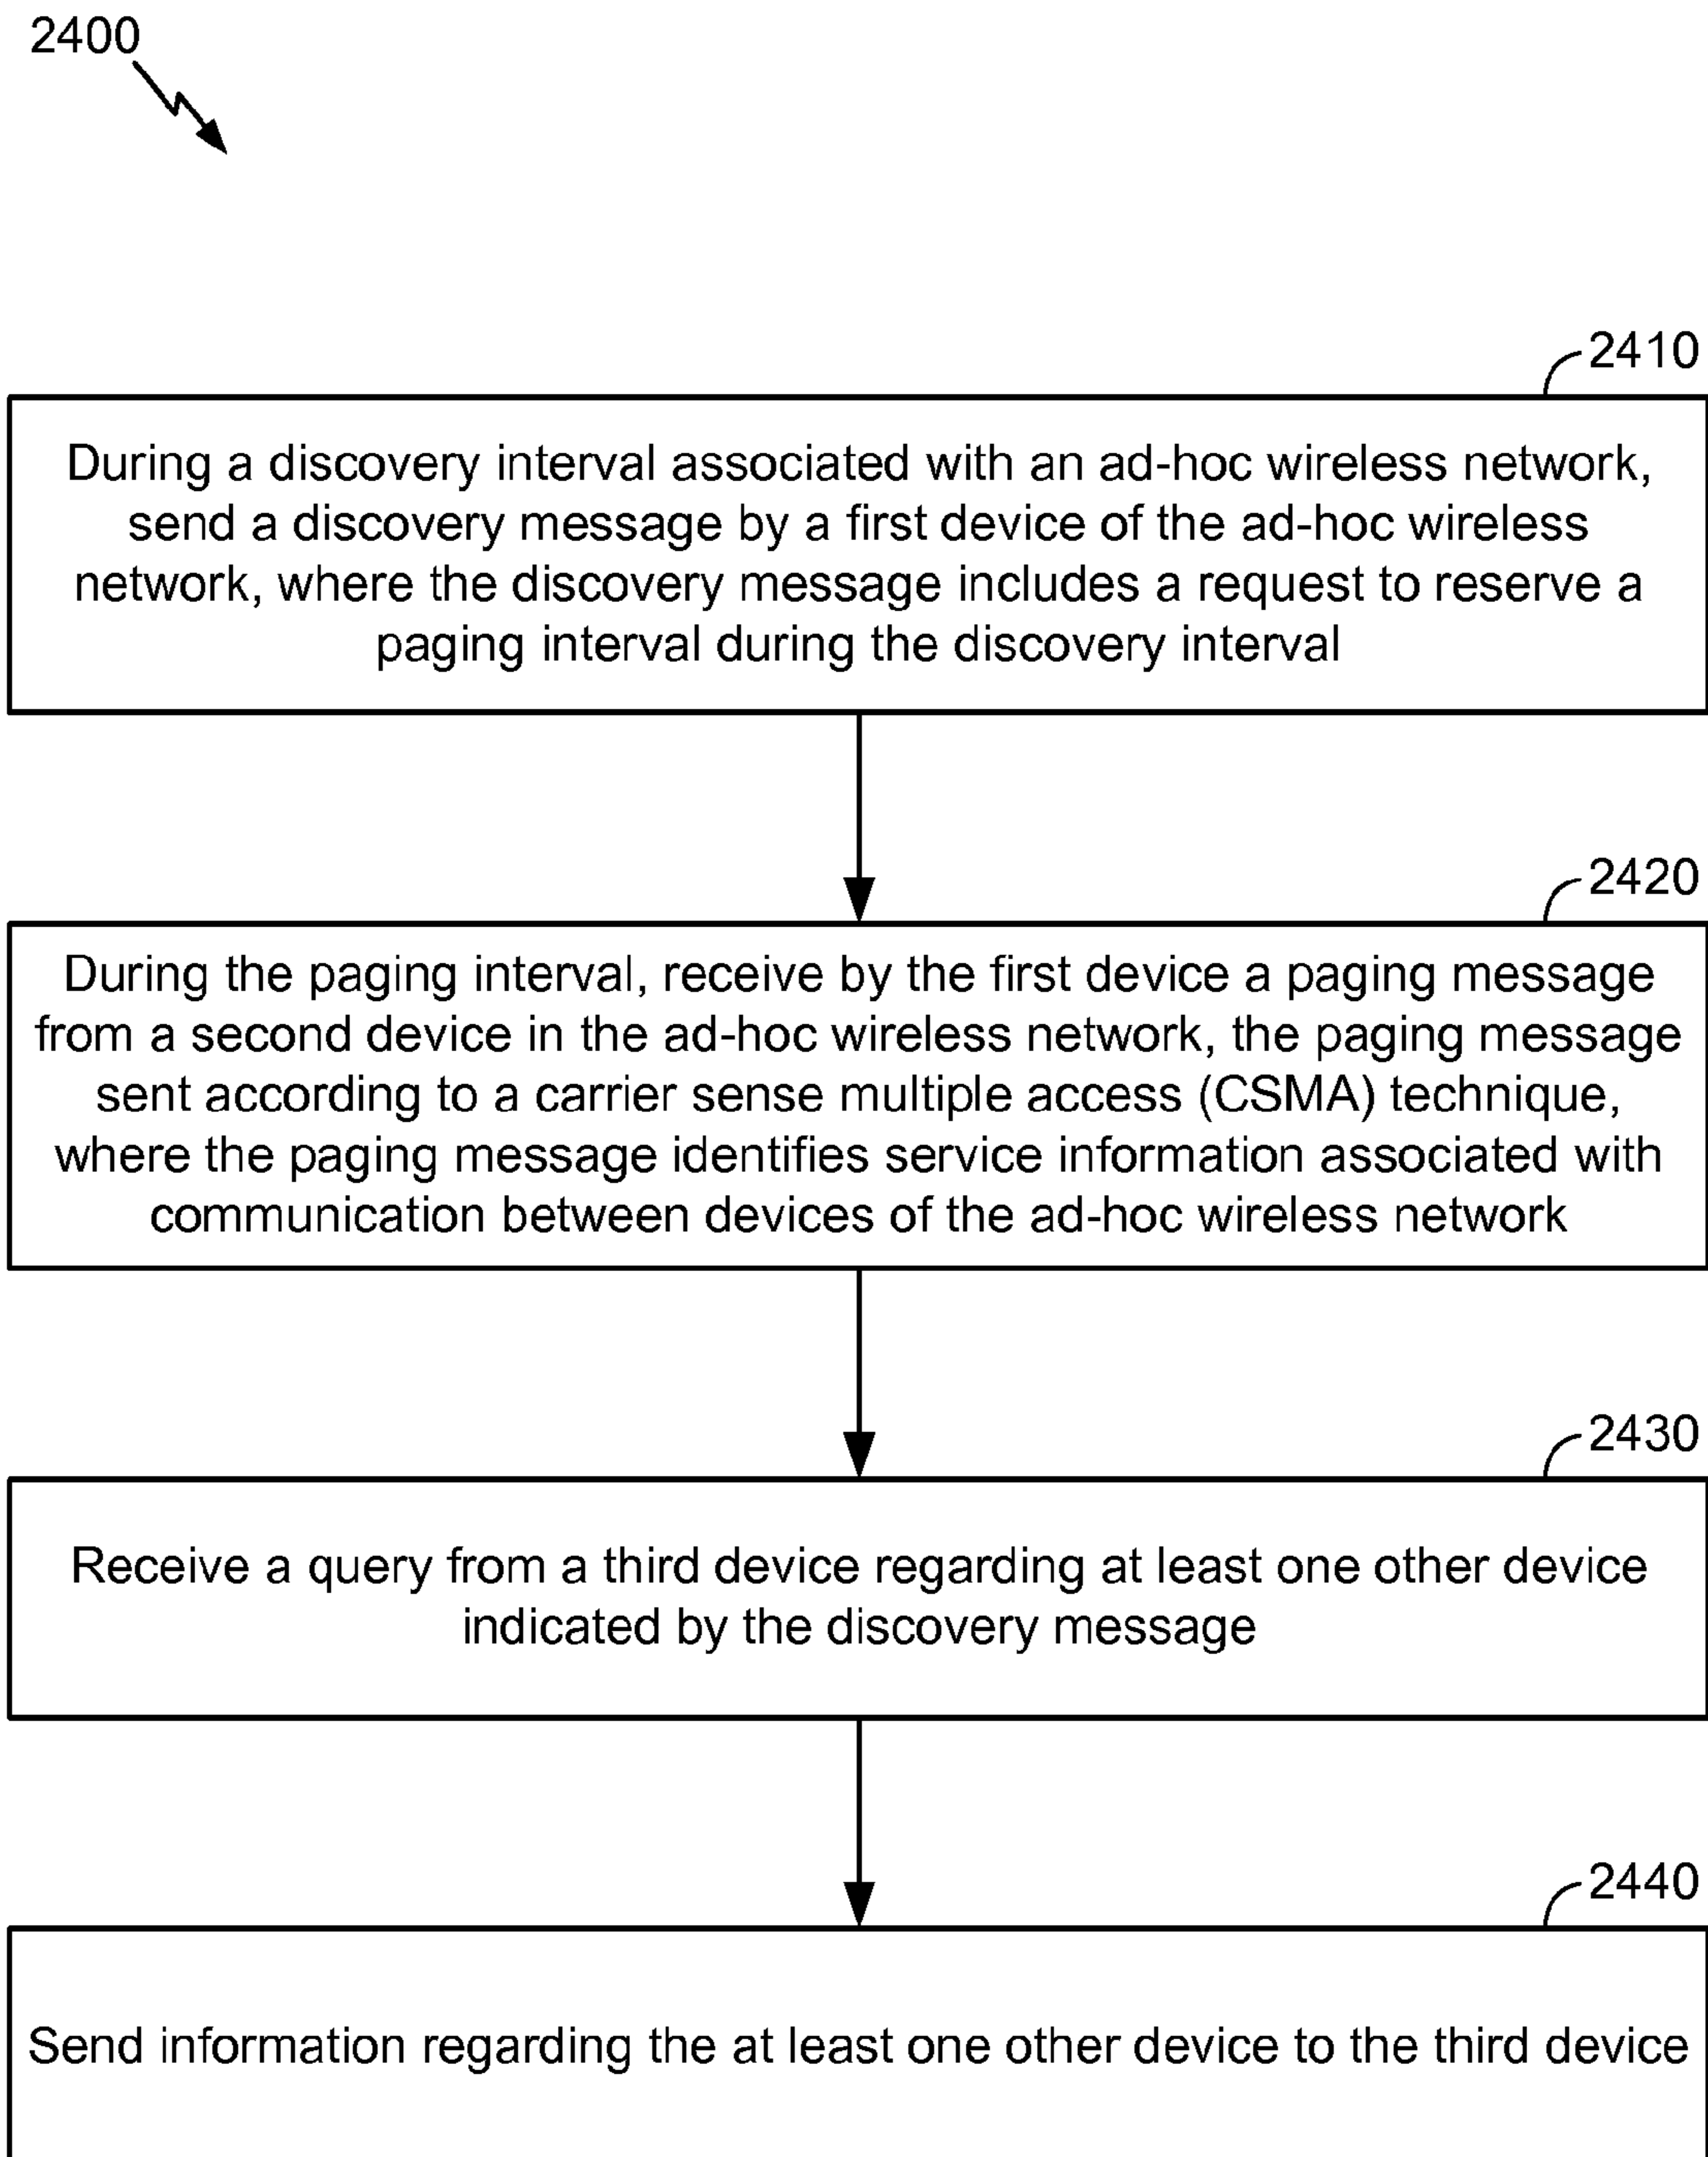 2400
2410
During a discovery interval associated with an ad-hoc wireless network,
send a discovery message by a first device of the ad-hoc wireless
network, where the discovery message includes a request to reserve a
paging interval during the discovery interval
2420
During the paging interval, receive by the first device a paging message
from a second device in the ad-hoc wireless network, the paging message
sent according to a carrier sense multiple access (CSMA) technique,
where the paging message identifies service information associated with
communication between devices of the ad-hoc wireless network
2430
Receive a query from a third device regarding at least one other device
indicated by the discovery message
2440
Send information regarding the at least one other device to the third device